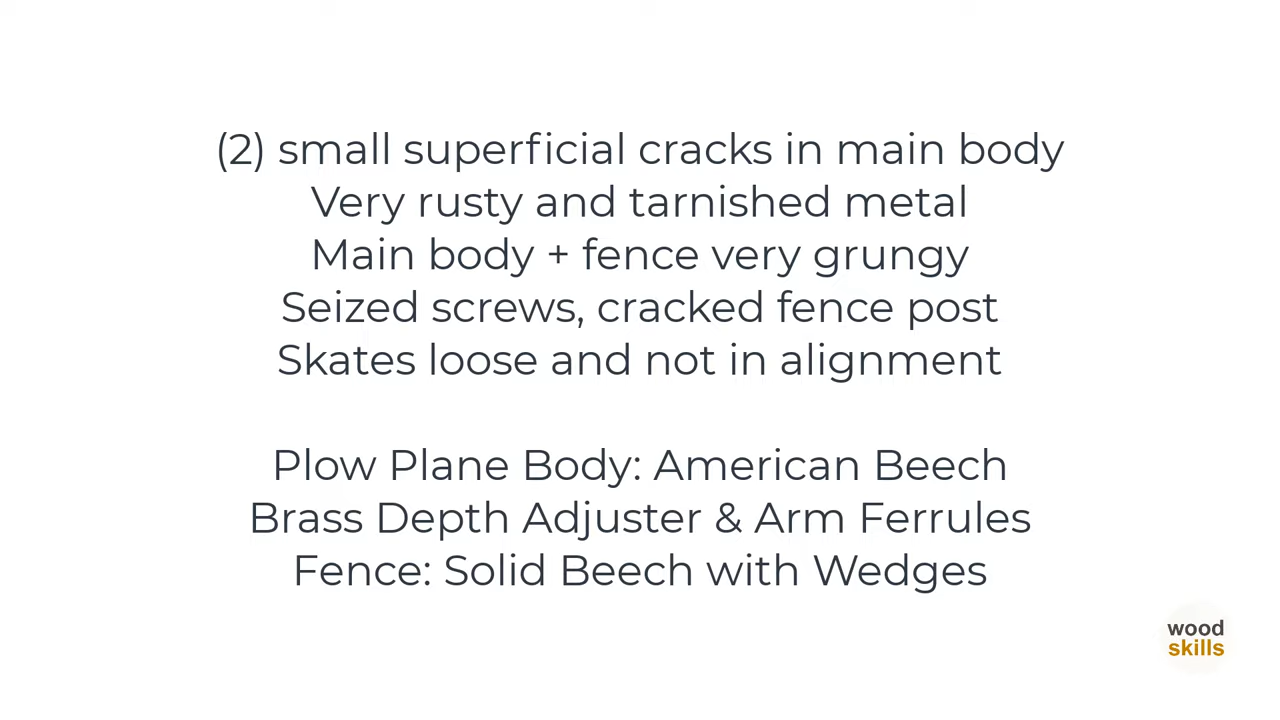 (2) small superficial cracks in main body
Very rusty and tarnished metal
Main body + fence very grungy
Seized screws, cracked fence post
Skates loose and not in alignment
Plow Plane Body: American Beech
Brass Depth Adjuster & Arm Ferrules
Fence: Solid Beech with Wedges
wood
skills